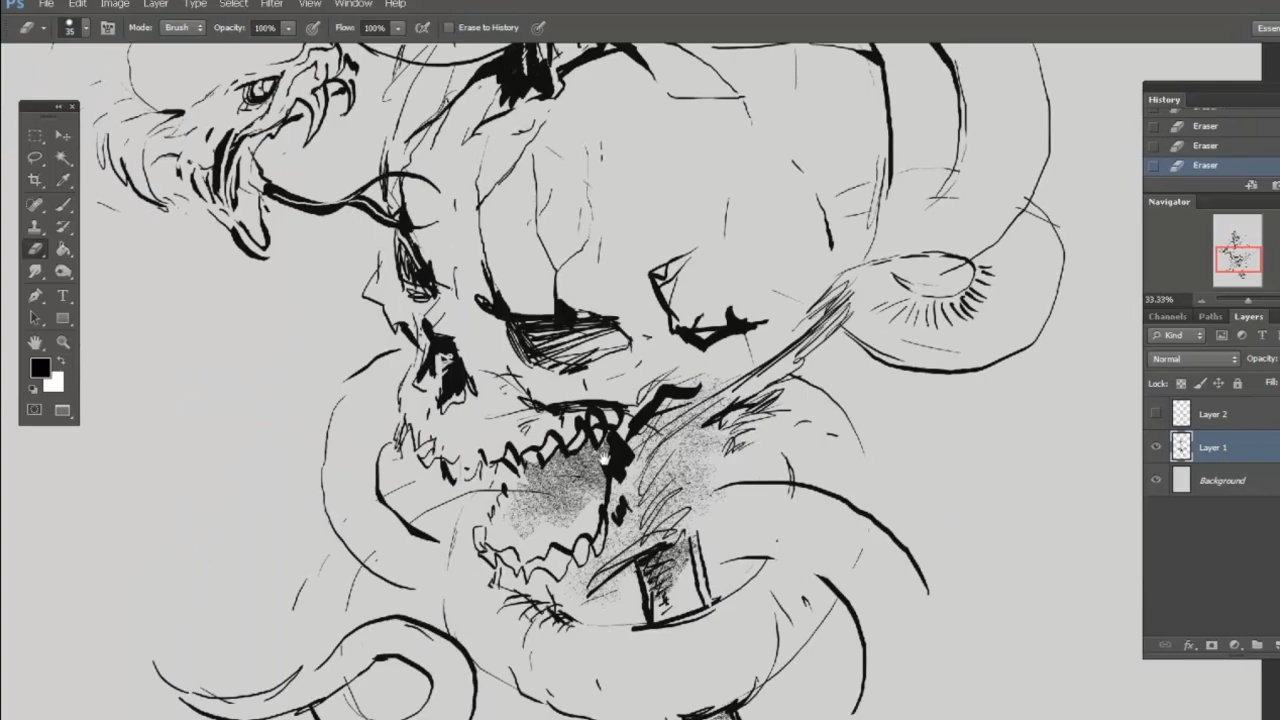 Ps File Edit Image Layer Type Select Filter View Window Help
35 Mode: Brush Opacity: 100% Flow: 100% Erase to History
History
Eraser
Eraser
Eraser
Navigator
33.33%
Channels Paths Layers
Kind
Normal Opacity:
Lock: Fill:
Layer 2
Layer 1
Background
fx